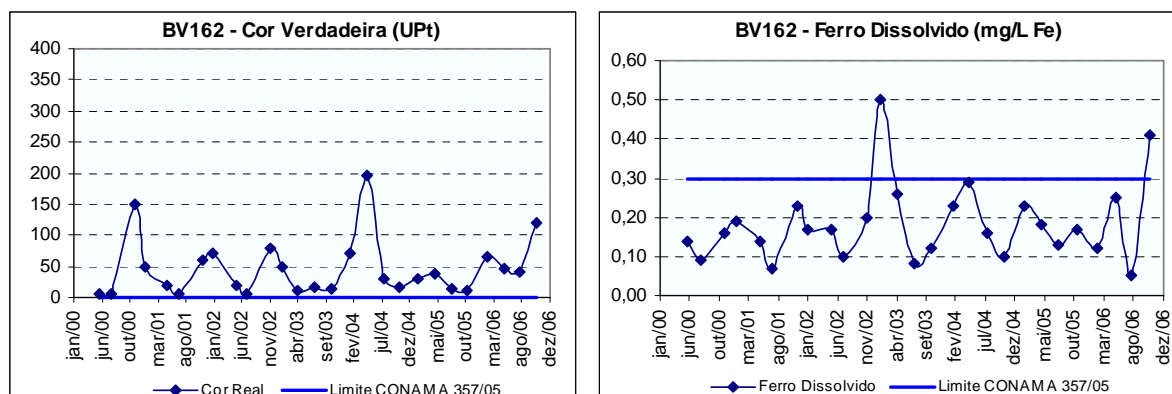 BV162 - Cor Verdadeira (UPt)
400
350
300
250
200
150
100
50
0
jan/00
jun/00
out/00
mar/01
ago/01
jan/02
jun/02
nov/02
abr/03
set/03
fev/04
jul/04
dez/04
mai/05
out/05
mar/06
ago/06
dez/06
Cor Real
Limite CONAMA 357/05
BV162 - Ferro Dissolvido (mg/L Fe)
0,60
0,50
0,40
0,30
0,20
0,10
0,00
jan/00
jun/00
out/00
mar/01
ago/01
jan/02
jun/02
nov/02
abr/03
set/03
fev/04
jul/04
dez/04
mai/05
out/05
mar/06
ago/06
dez/06
Ferro Dissolvido
Limite CONAMA 357/05